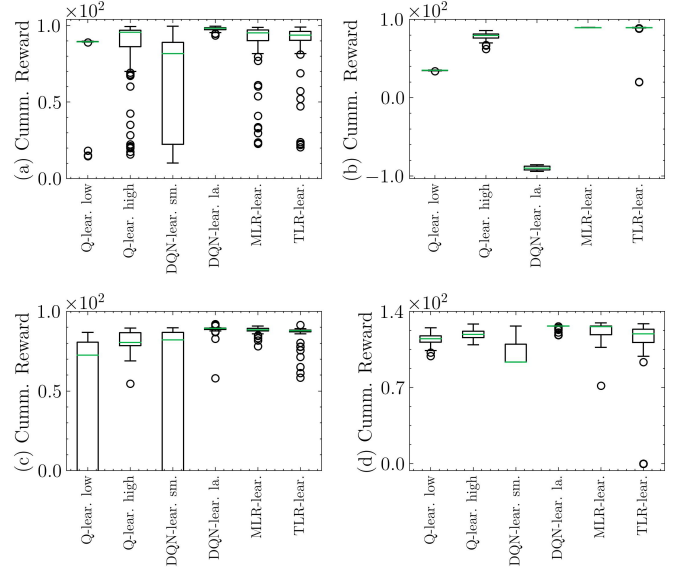 ×10²
1.0
0.5
0.0
(a) Cumm. Reward
Q-lear. low
Q-lear. high
DQN-lear. sm.
DQN-lear. la.
MLR-lear.
TLR-lear.
×10²
1.0
0.0
−1.0
(b) Cumm. Reward
Q-lear. low
Q-lear. high
DQN-lear. la.
MLR-lear.
TLR-lear.
×10²
1.0
0.5
0.0
(c) Cumm. Reward
Q-lear. low
Q-lear. high
DQN-lear. sm.
DQN-lear. la.
MLR-lear.
TLR-lear.
×10²
1.4
0.7
0.0
(d) Cumm. Reward
Q-lear. low
Q-lear. high
DQN-lear. sm.
DQN-lear. la.
MLR-lear.
TLR-lear.